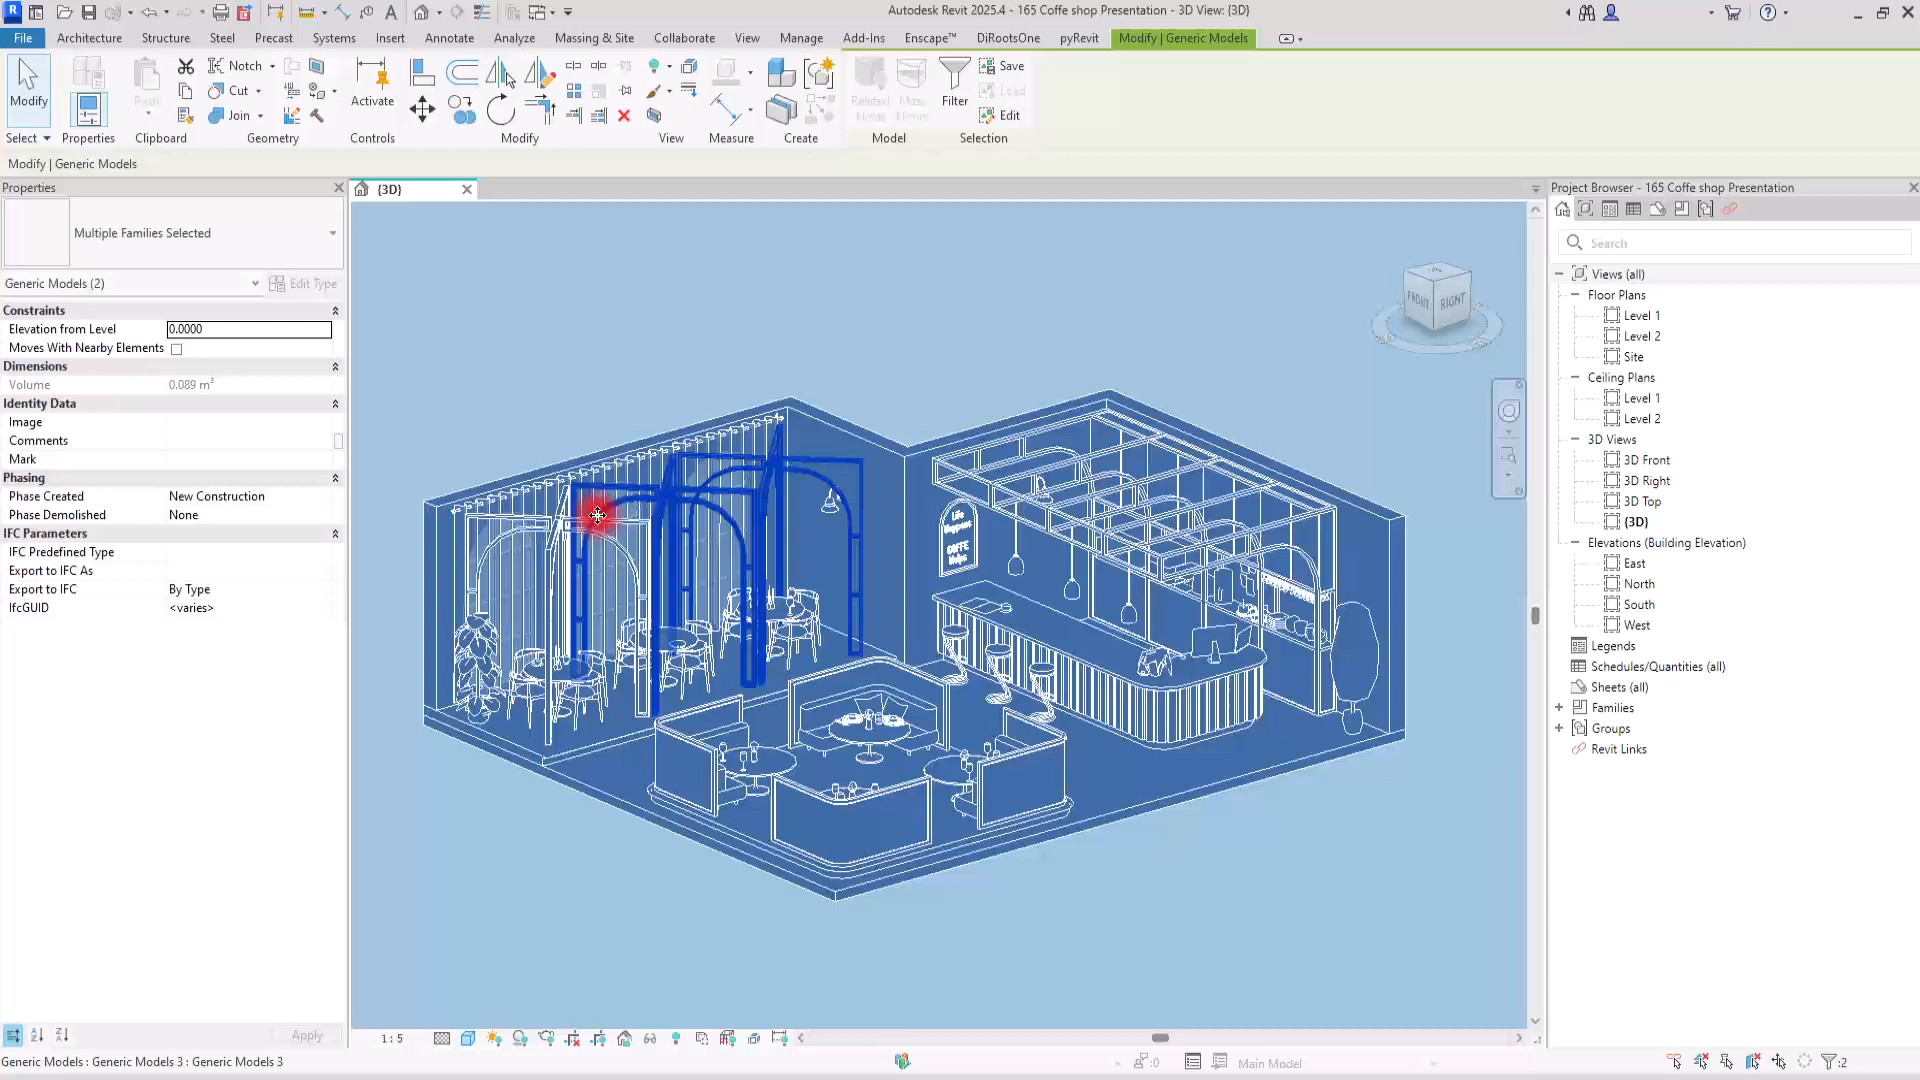 Autodesk Revit 2025.4 - 165 Coffe shop Presentation - 3D View: {3D}
File Architecture Structure Steel Precast Systems Insert Annotate Analyze Massing & Site Collaborate View Manage Add-Ins Enscape™ DiRootsOne pyRevit Modify | Generic Models
Modify Paste Notch Cut Join Activate Filter Save Load Edit
Select Properties Clipboard Geometry Controls Modify View Measure Create Model Selection
Modify | Generic Models
Properties
{3D}
Project Browser - 165 Coffe shop Presentation
Multiple Families Selected
Search
Generic Models (2) Edit Type
Constraints
Elevation from Level 0.0000
Moves With Nearby Elements
Dimensions
Volume 0.089 m³
Identity Data
Image
Comments
Mark
Phasing
Phase Created New Construction
Phase Demolished None
IFC Parameters
IFC Predefined Type
Export to IFC As
Export to IFC By Type
IfcGUID <varies>
Apply
FRONT RIGHT
Life
Happens
COFFE
Helps
Views (all)
Floor Plans
Level 1
Level 2
Site
Ceiling Plans
Level 1
Level 2
3D Views
3D Front
3D Right
3D Top
{3D}
Elevations (Building Elevation)
East
North
South
West
Legends
Schedules/Quantities (all)
Sheets (all)
Families
Groups
Revit Links
1 : 5
Generic Models : Generic Models 3 : Generic Models 3
:0 Main Model :2